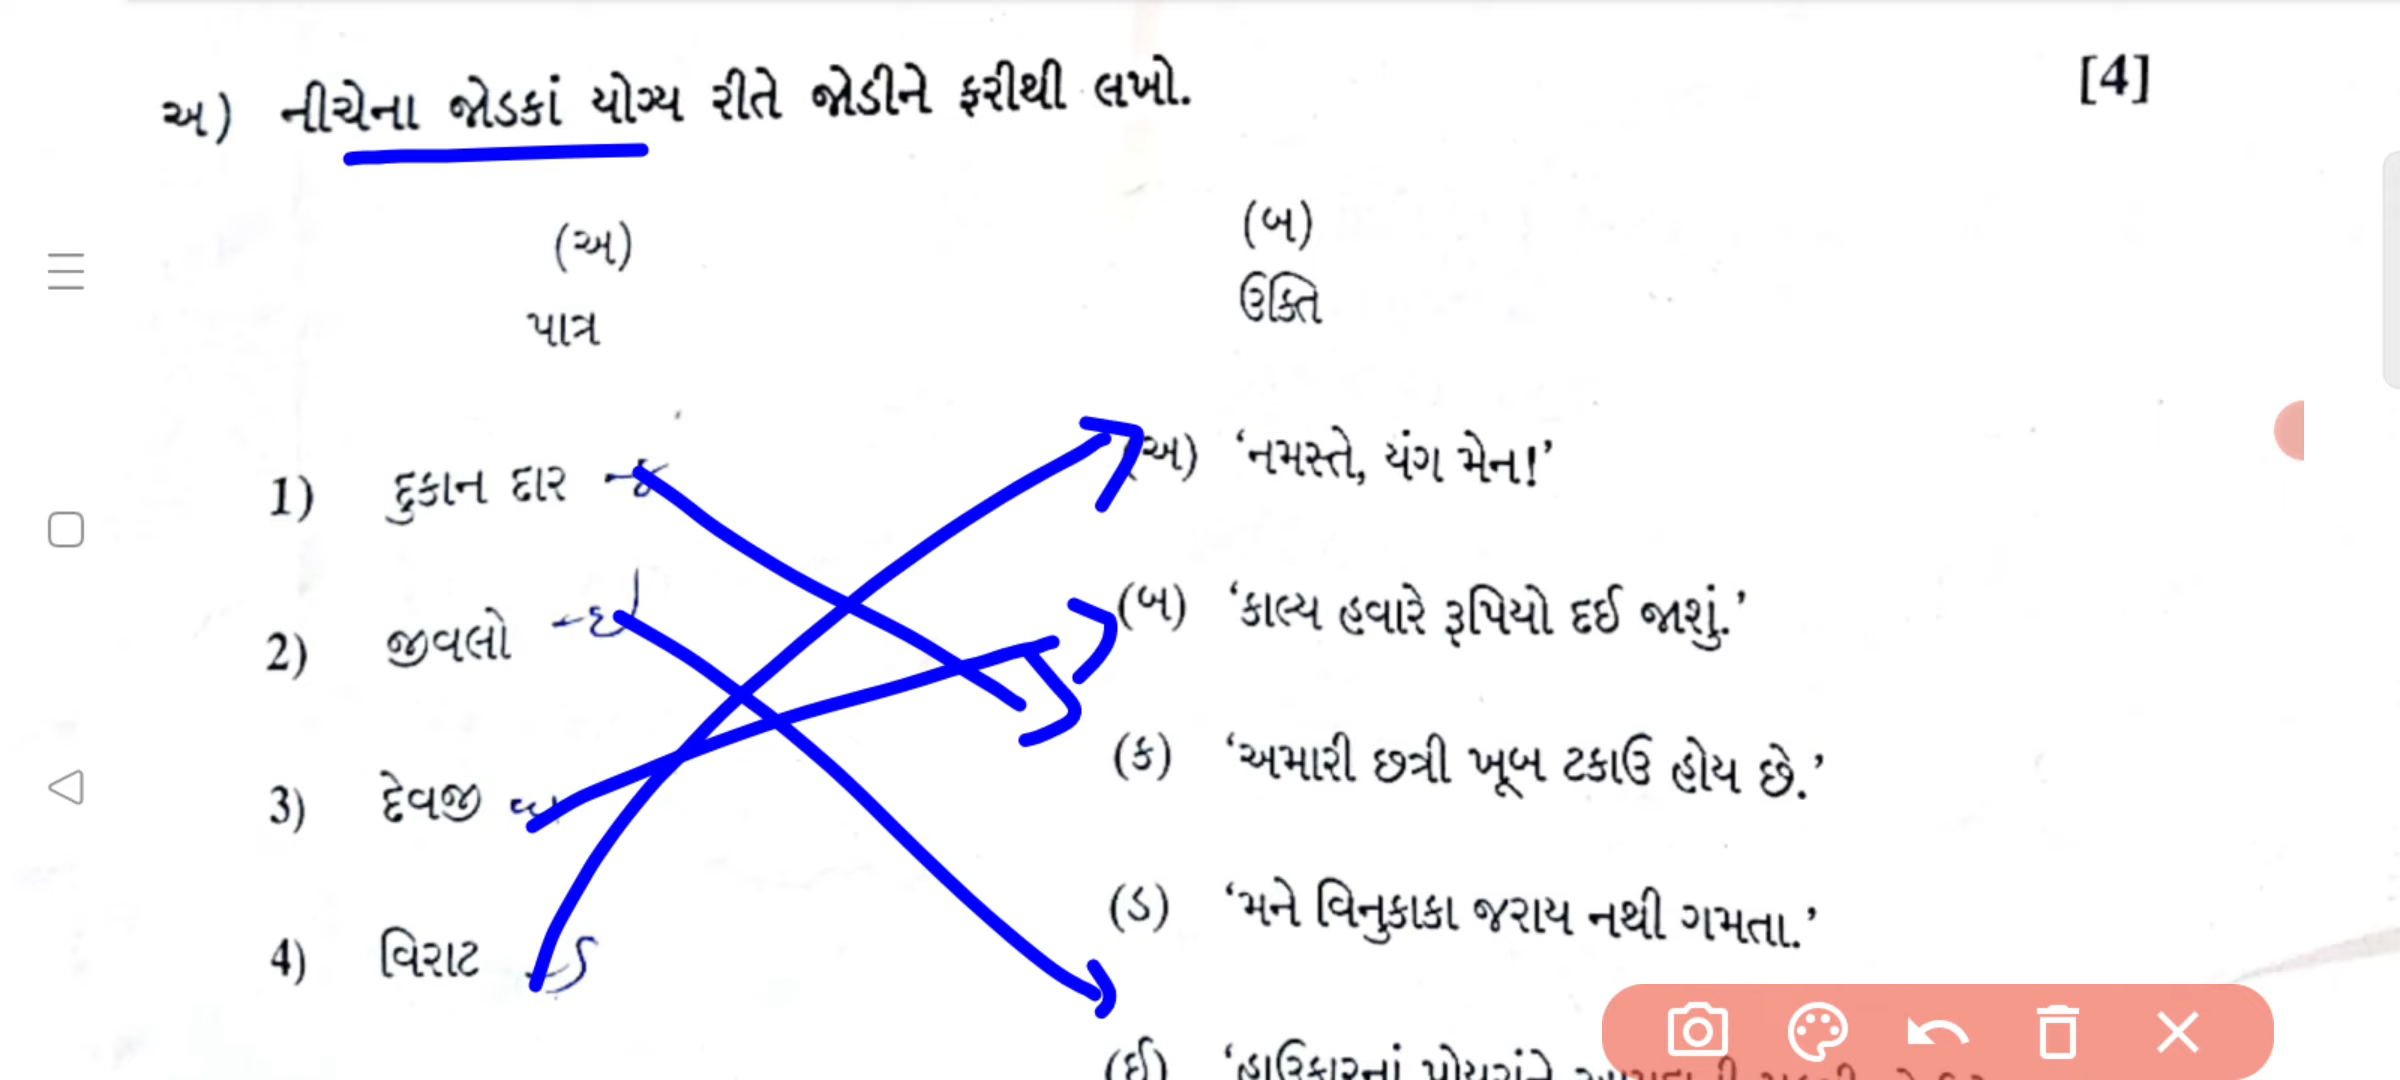 અ) નીચેના જોડકાં યોગ્ય રીતે જોડીને ફરીથી લખો. [4]
(અ) (બ)
પાત્ર ઉક્તિ
1) દુકાન દાર (અ) ‘નમસ્તે, યંગ મેન!’
2) જીવલો (બ) ‘કાલ્ય હવારે રૂપિયો દઈ જાશું.’
3) દેવજી (ક) ‘અમારી છત્રી ખૂબ ટકાઉ હોય છે.’
4) વિરાટ – ડ (ડ) ‘મને વિનુકાકા જરાય નથી ગમતા.’
(ઈ)